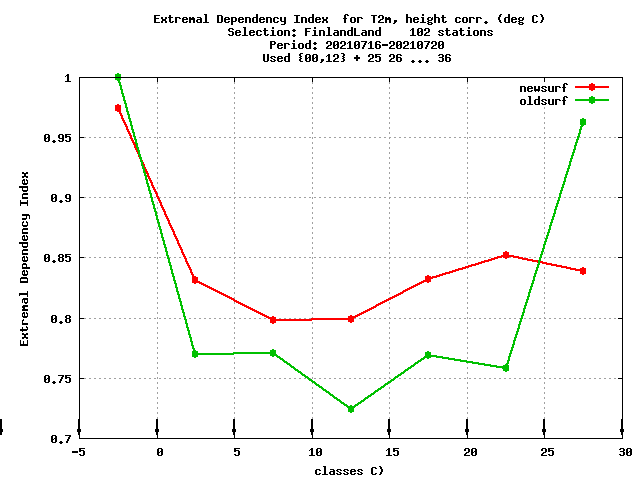 Extremal Dependency Index  for T2m, height corr. (deg C)
Selection: FinlandLand    102 stations
Period: 20210716-20210720
Used {00,12} + 25 26 ... 36
newsurf
oldsurf
Extremal Dependency Index
1
0.95
0.9
0.85
0.8
0.75
0.7
-5 0 5 10 15 20 25 30
classes C)